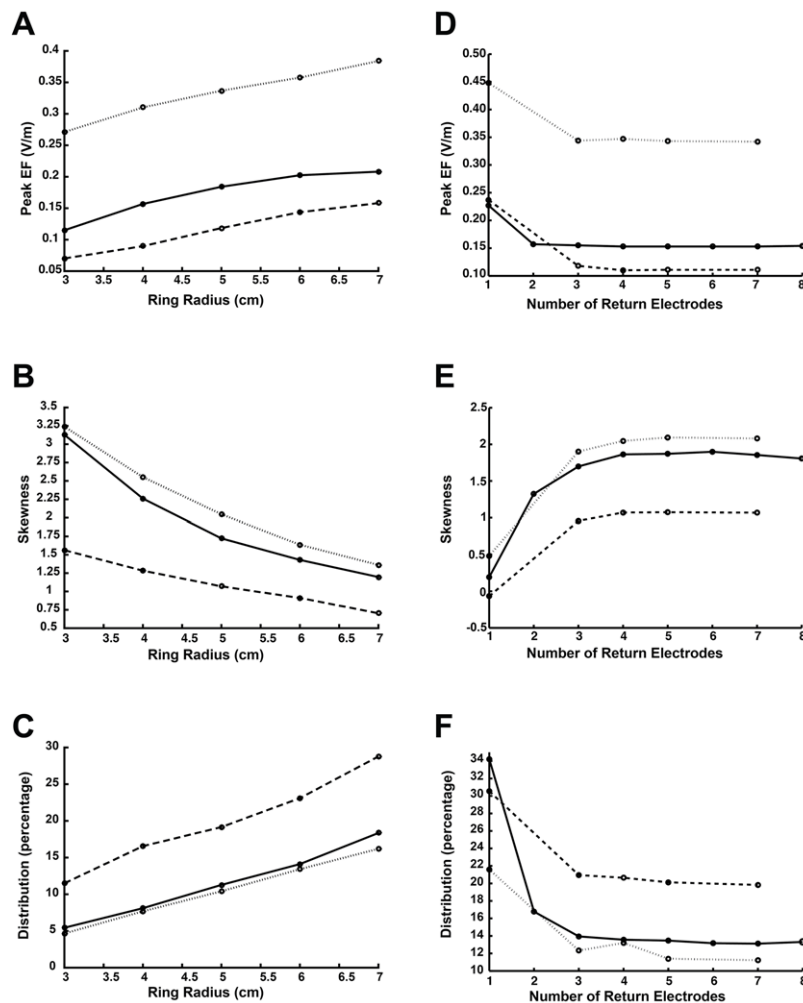 A
0.4
0.35
0.3
0.25
0.2
0.15
0.1
0.05
Peak EF (V/m)
3 3.5 4 4.5 5 5.5 6 6.5 7
Ring Radius (cm)
D
0.50
0.45
0.40
0.35
0.30
0.25
0.20
0.15
0.10
Peak EF (V/m)
1 2 3 4 5 6 7 8
Number of Return Electrodes
B
3.5
3.25
3
2.75
2.5
2.25
2
1.75
1.5
1.25
1
0.75
0.5
Skewness
3 3.5 4 4.5 5 5.5 6 6.5 7
Ring Radius (cm)
E
2.5
2
1.5
1
0.5
0
-0.5
Skewness
1 2 3 4 5 6 7 8
Number of Return Electrodes
C
30
25
20
15
10
5
0
Distribution (percentage)
3 3.5 4 4.5 5 5.5 6 6.5 7
Ring Radius (cm)
F
34
32
30
28
26
24
22
20
18
16
14
12
10
Distribution (percentage)
1 2 3 4 5 6 7 8
Number of Return Electrodes